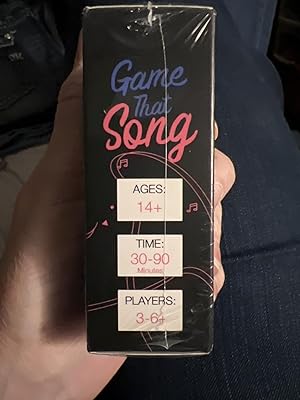 Game
That
Song
AGES:
14+
TIME:
30-90
Minutes
PLAYERS:
3-6+